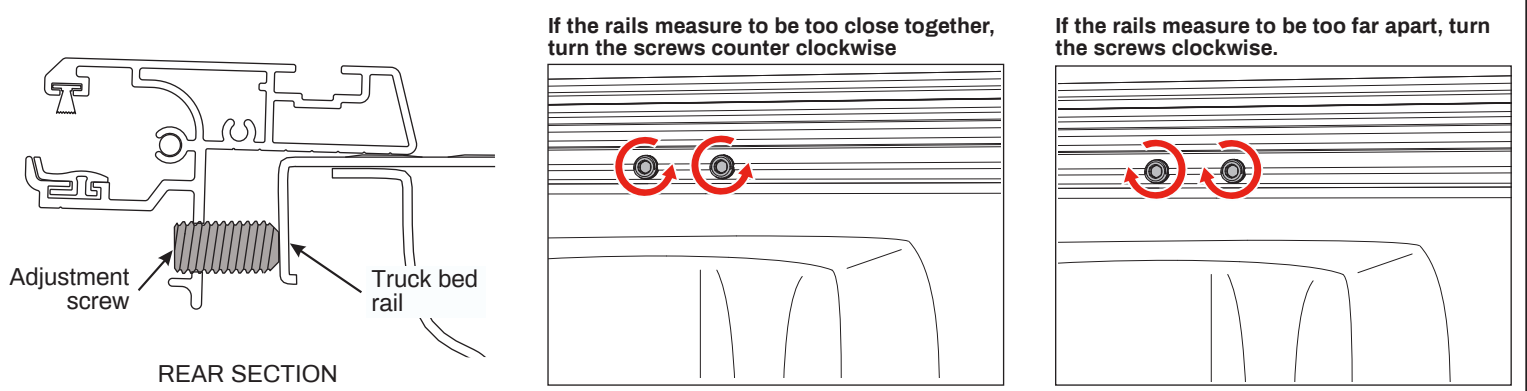 If the rails measure to be too close together,
turn the screws counter clockwise
If the rails measure to be too far apart, turn
the screws clockwise.
Adjustment
screw
Truck bed
rail
REAR SECTION